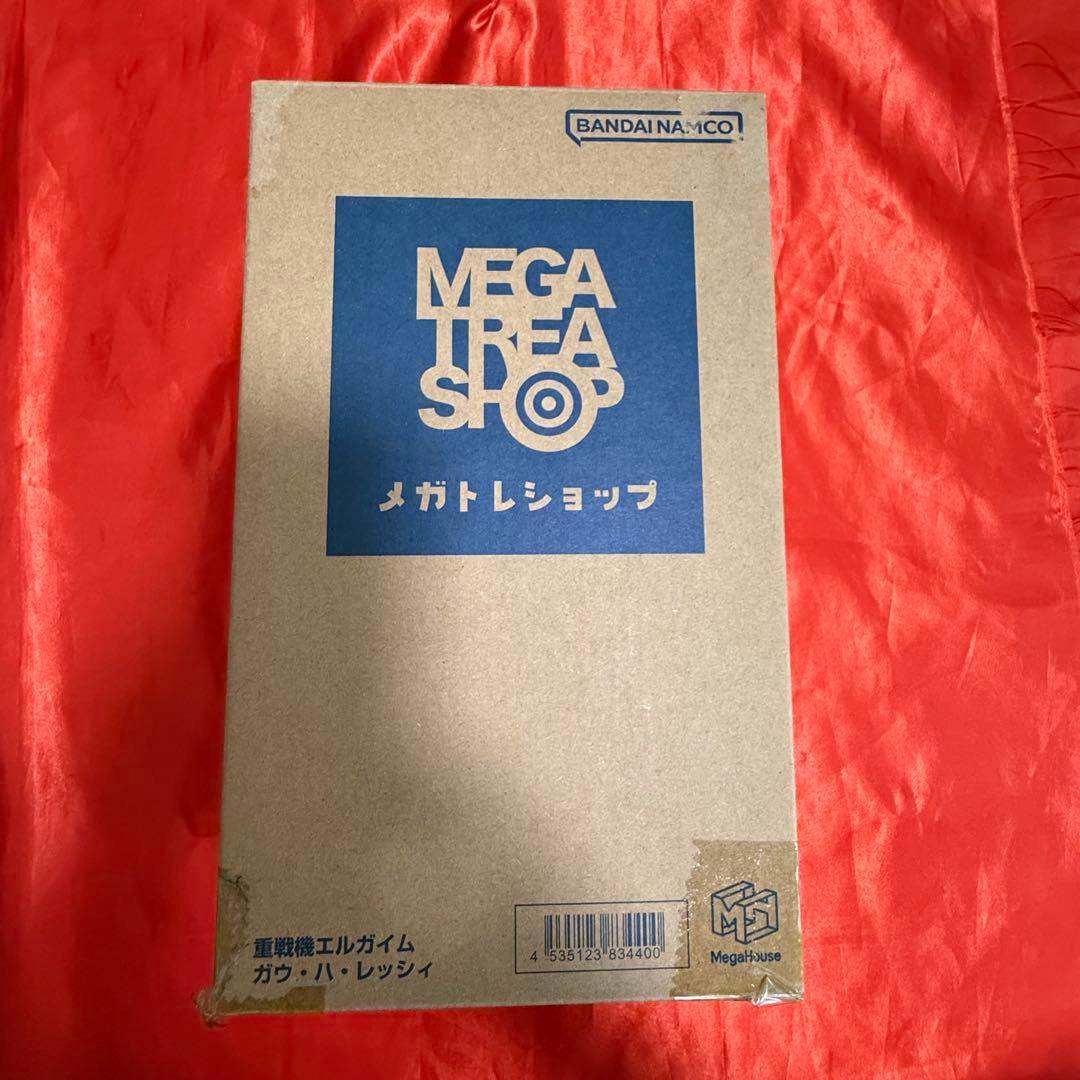 BANDAI NAMCO
MEGA
TREA
SHOP
メガトレショップ
重戦機エルガイム
ガウ・ハ・レッシィ
4 535123 834400
MH
MegaHouse